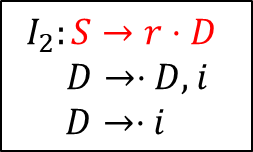 I₂: S → r · D
D →· D, i
D →· i